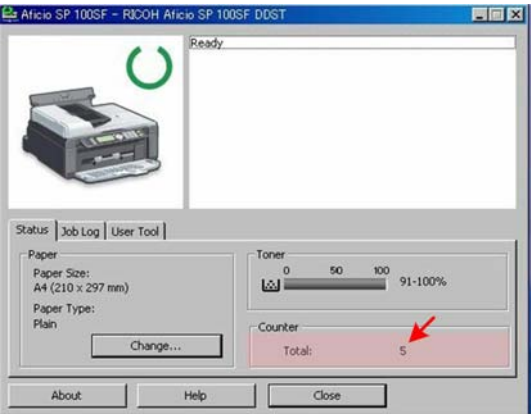 Aficio SP 100SF - RICOH Aficio SP 100SF DDST
Ready
Status Job Log User Tool
Paper
Paper Size:
A4 (210 x 297 mm)
Paper Type:
Plain
Change...
Toner
0 50 100
91-100%
Counter
Total: 5
About Help Close